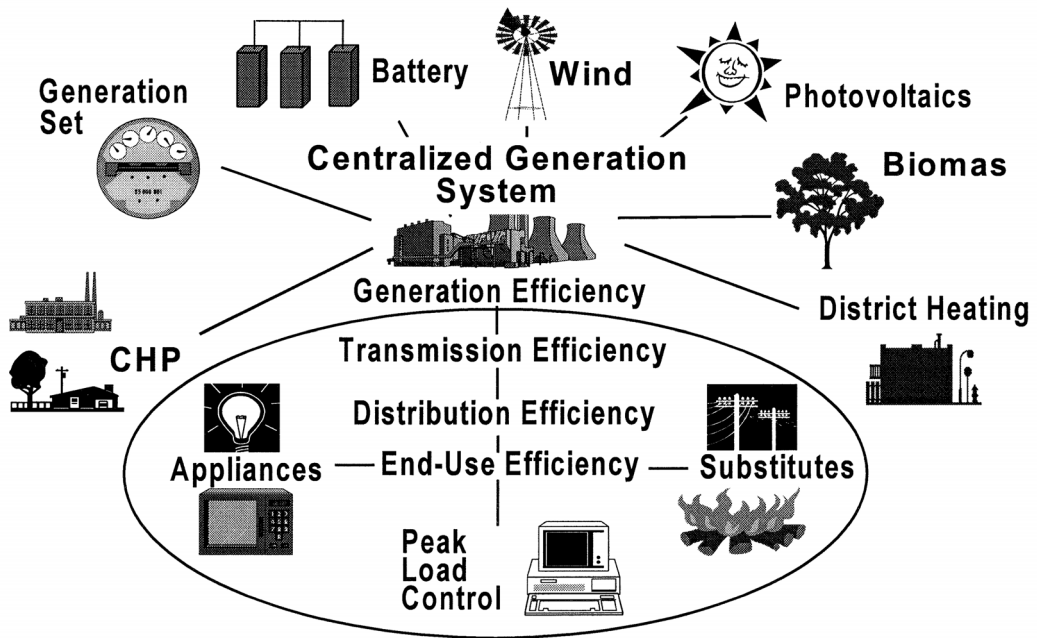 Battery
Wind
Generation
Set
Photovoltaics
Centralized Generation
System
Biomas
Generation Efficiency
District Heating
CHP
Transmission Efficiency
Distribution Efficiency
Appliances
End-Use Efficiency
Substitutes
Peak
Load
Control